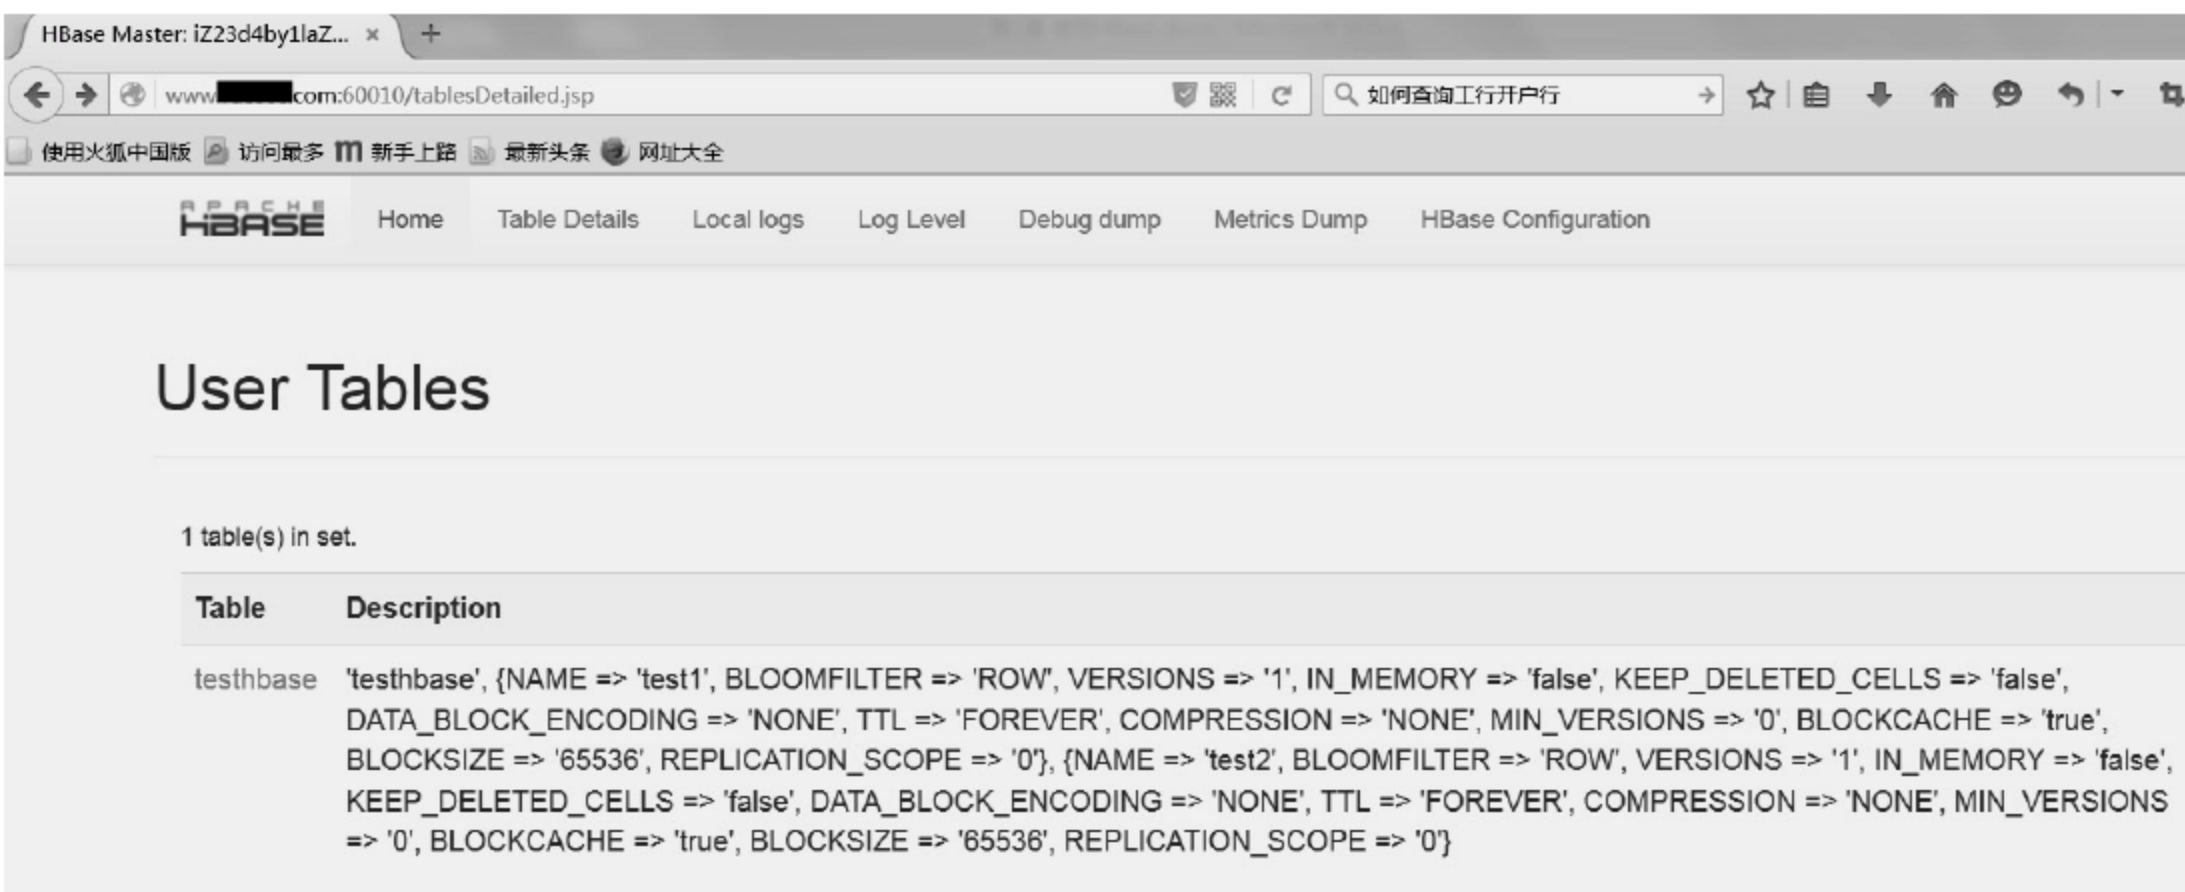 HBase Master: iZ23d4by1laZ... × +
www com:60010/tablesDetailed.jsp
如何查询工行开户行
使用火狐中国版 访问最多 新手上路 最新头条 网址大全
APACHE
HBASE Home Table Details Local logs Log Level Debug dump Metrics Dump HBase Configuration
User Tables
1 table(s) in set.
Table Description
testhbase 'testhbase', {NAME => 'test1', BLOOMFILTER => 'ROW', VERSIONS => '1', IN_MEMORY => 'false', KEEP_DELETED_CELLS => 'false',
DATA_BLOCK_ENCODING => 'NONE', TTL => 'FOREVER', COMPRESSION => 'NONE', MIN_VERSIONS => '0', BLOCKCACHE => 'true',
BLOCKSIZE => '65536', REPLICATION_SCOPE => '0'}, {NAME => 'test2', BLOOMFILTER => 'ROW', VERSIONS => '1', IN_MEMORY => 'false',
KEEP_DELETED_CELLS => 'false', DATA_BLOCK_ENCODING => 'NONE', TTL => 'FOREVER', COMPRESSION => 'NONE', MIN_VERSIONS
=> '0', BLOCKCACHE => 'true', BLOCKSIZE => '65536', REPLICATION_SCOPE => '0'}